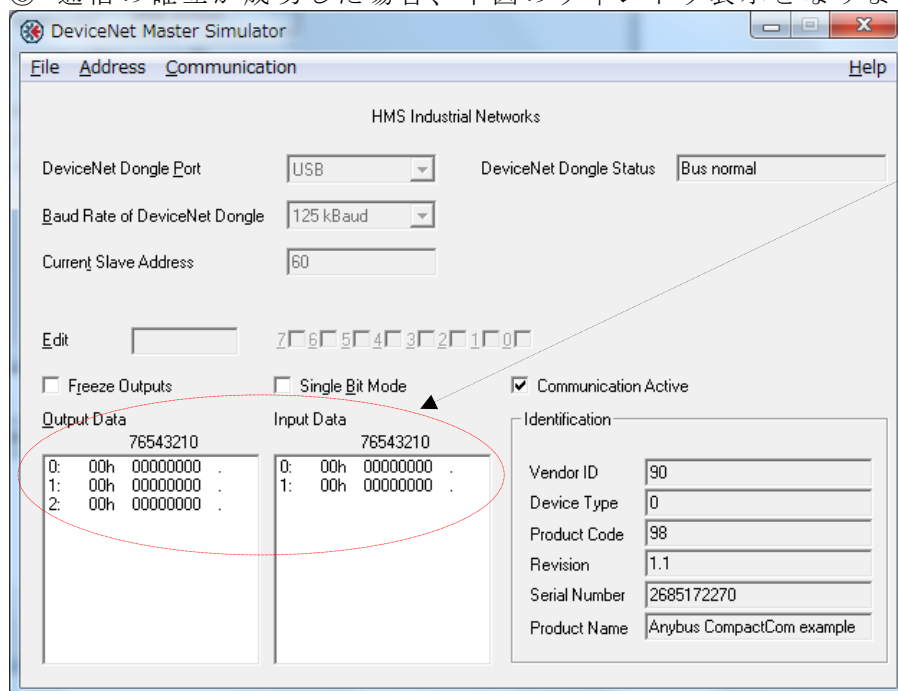 DeviceNet Master Simulator
File Address Communication Help
HMS Industrial Networks
DeviceNet Dongle Port USB DeviceNet Dongle Status Bus normal
Baud Rate of DeviceNet Dongle 125 kBaud
Current Slave Address 60
Edit 7 6 5 4 3 2 1 0
Freeze Outputs Single Bit Mode Communication Active
Output Data Input Data Identification
76543210 76543210
0: 00h 00000000 . 0: 00h 00000000 .
1: 00h 00000000 . 1: 00h 00000000 .
2: 00h 00000000 .
Vendor ID 90
Device Type 0
Product Code 98
Revision 1.1
Serial Number 2685172270
Product Name Anybus CompactCom example